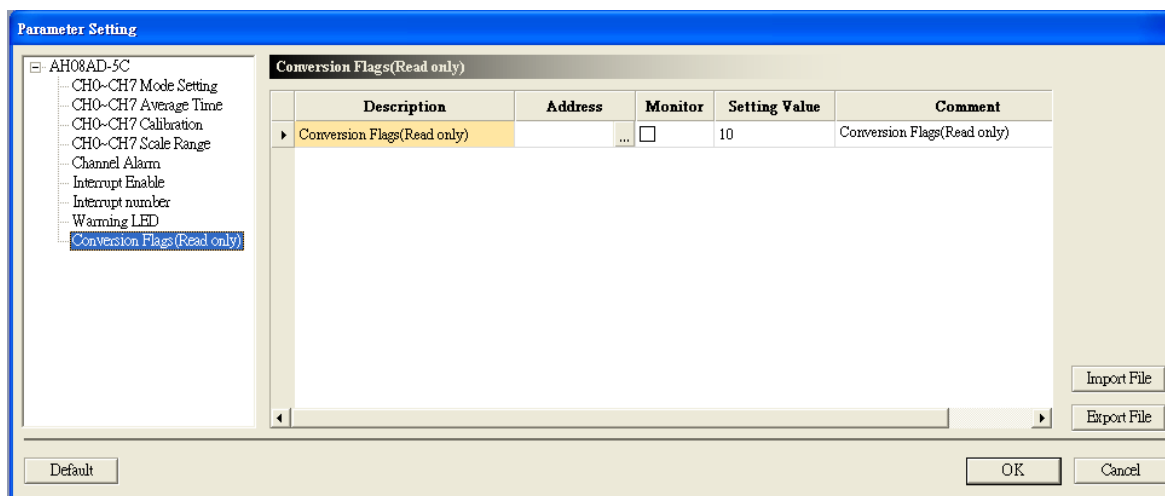 Parameter Setting
AH08AD-5C
CH0~CH7 Mode Setting
CH0~CH7 Average Time
CH0~CH7 Calibration
CH0~CH7 Scale Range
Channel Alarm
Interrupt Enable
Interrupt number
Warming LED
Conversion Flags(Read only)
Conversion Flags(Read only)
Description Address Monitor Setting Value Comment
Conversion Flags(Read only) ... 10 Conversion Flags(Read only)
Import File
Export File
Default OK Cancel